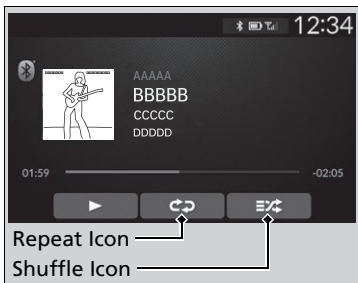 12:34
AAAAA
BBBBB
CCCCC
DDDDD
01:59
-02:05
Repeat Icon
Shuffle Icon